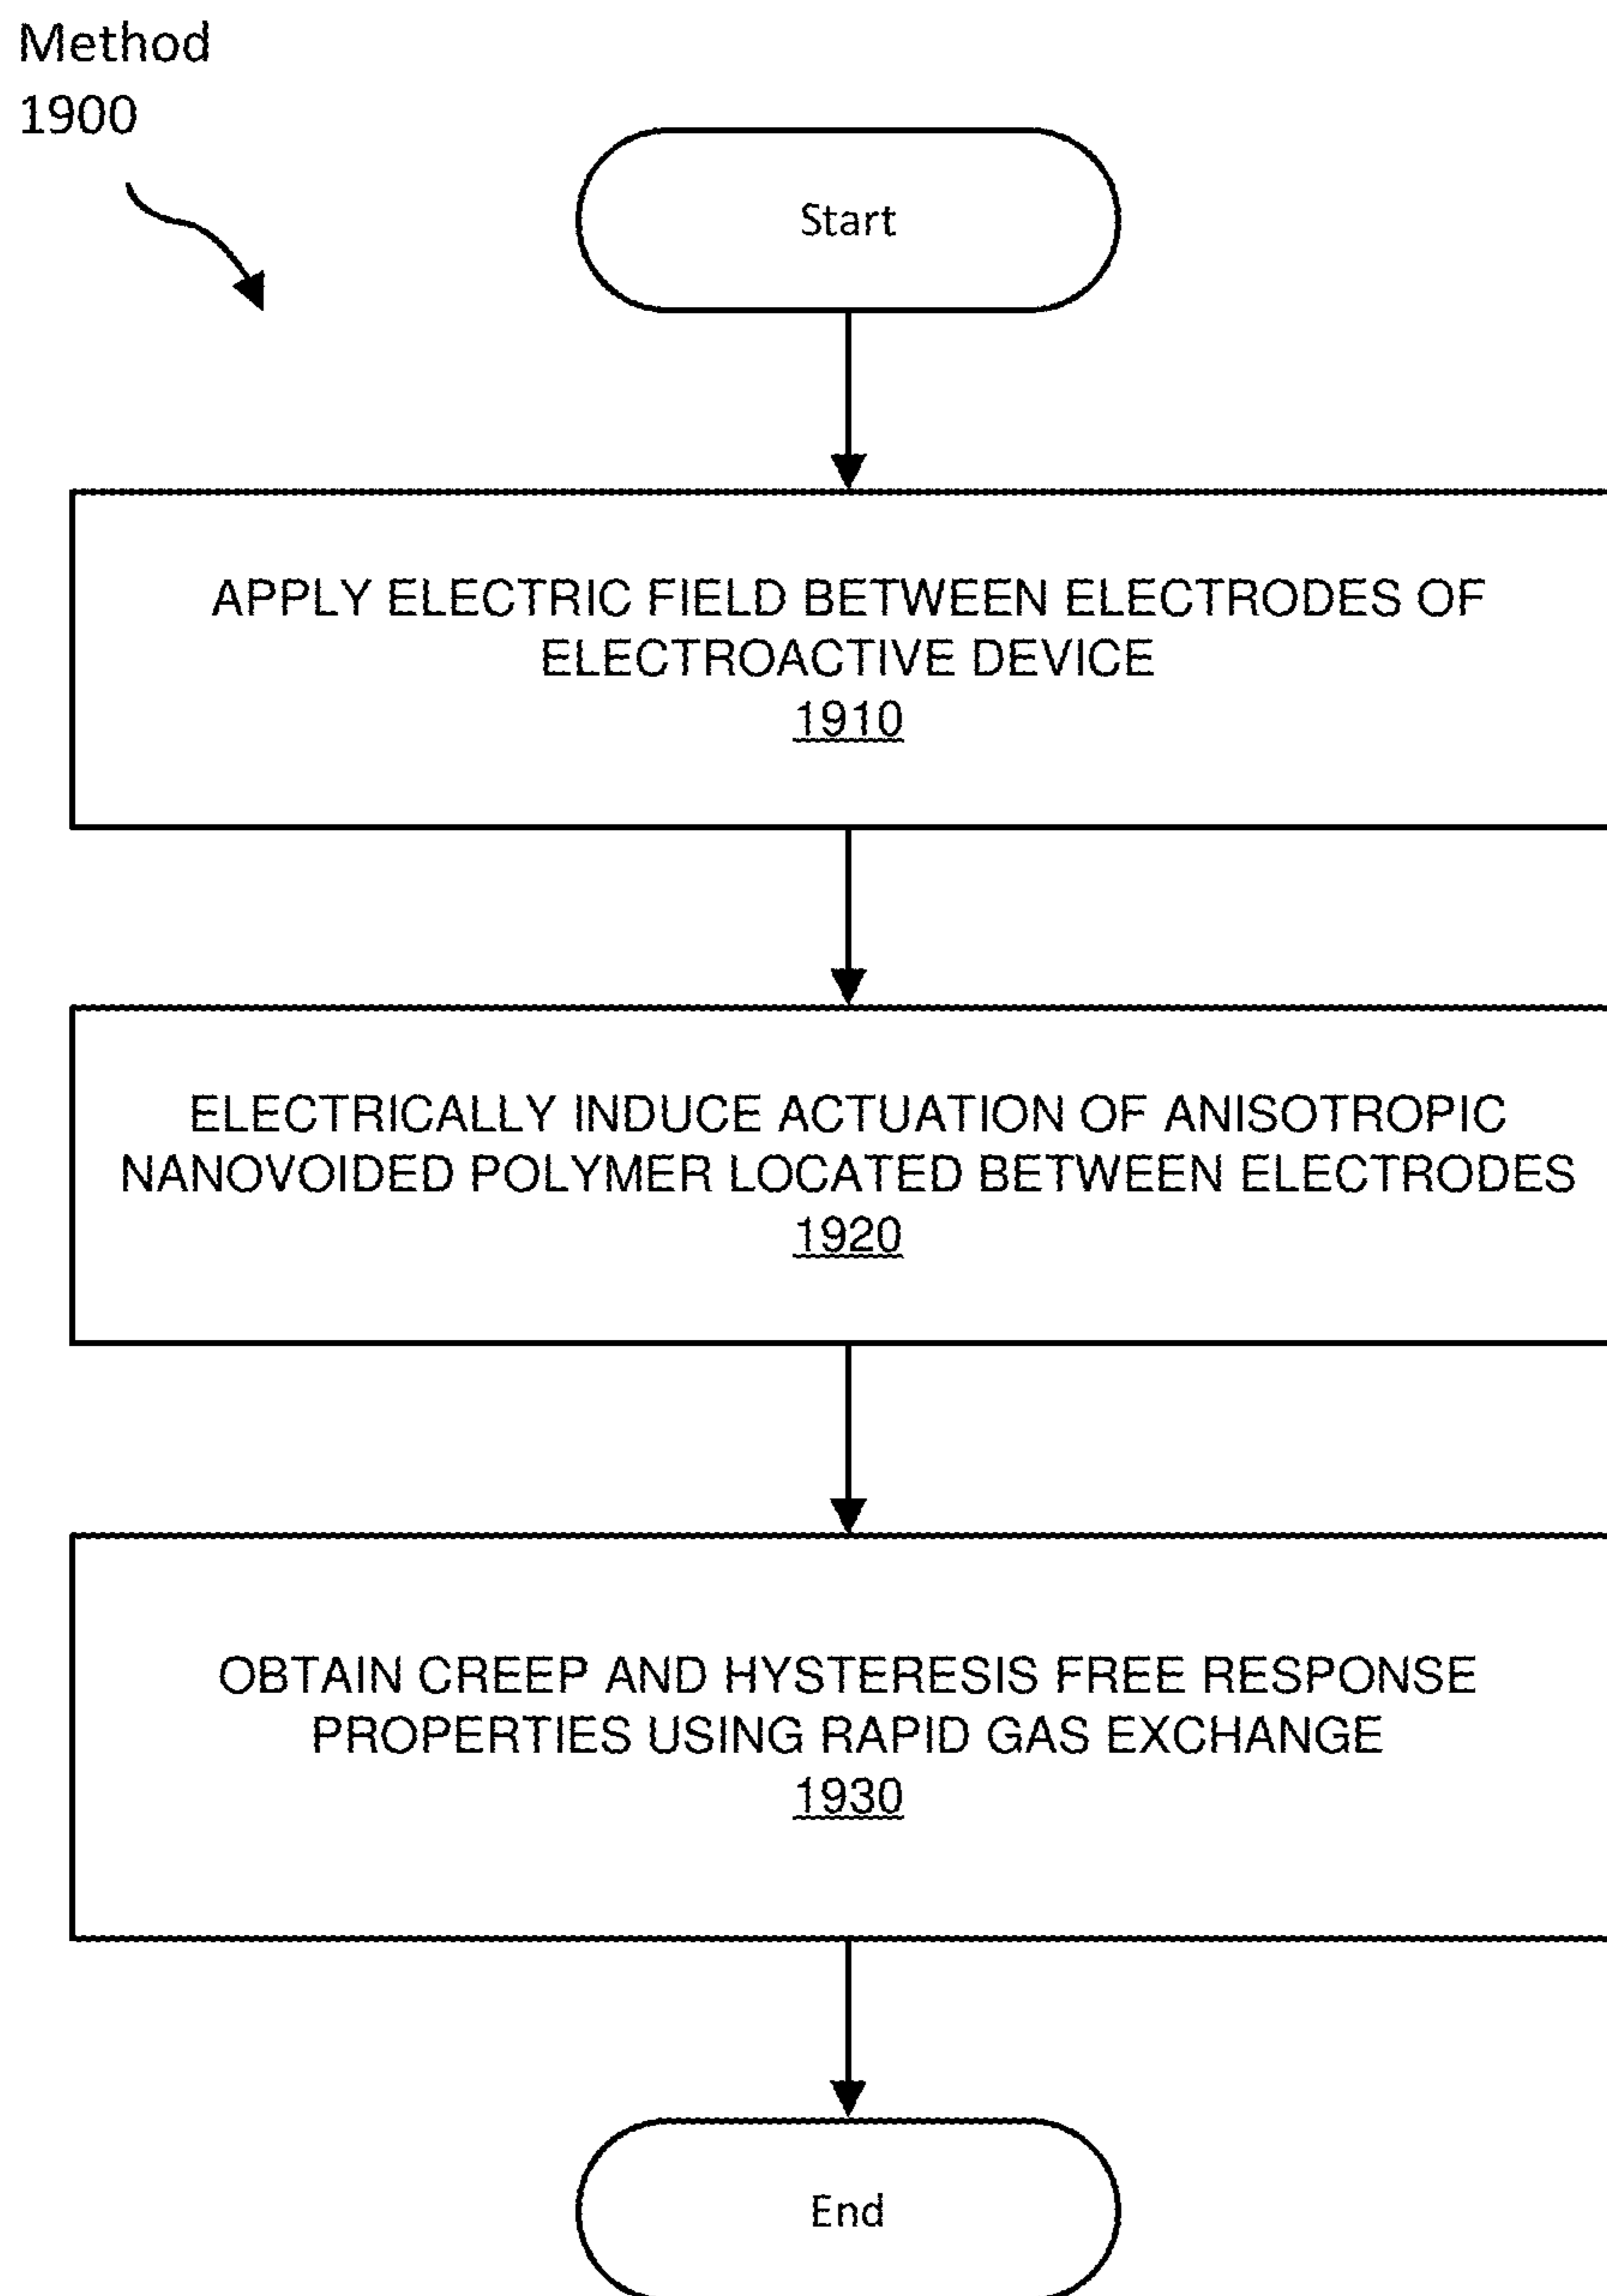 Method
1900
Start
APPLY ELECTRIC FIELD BETWEEN ELECTRODES OF
ELECTROACTIVE DEVICE
1910
ELECTRICALLY INDUCE ACTUATION OF ANISOTROPIC
NANOVOIDED POLYMER LOCATED BETWEEN ELECTRODES
1920
OBTAIN CREEP AND HYSTERESIS FREE RESPONSE
PROPERTIES USING RAPID GAS EXCHANGE
1930
End